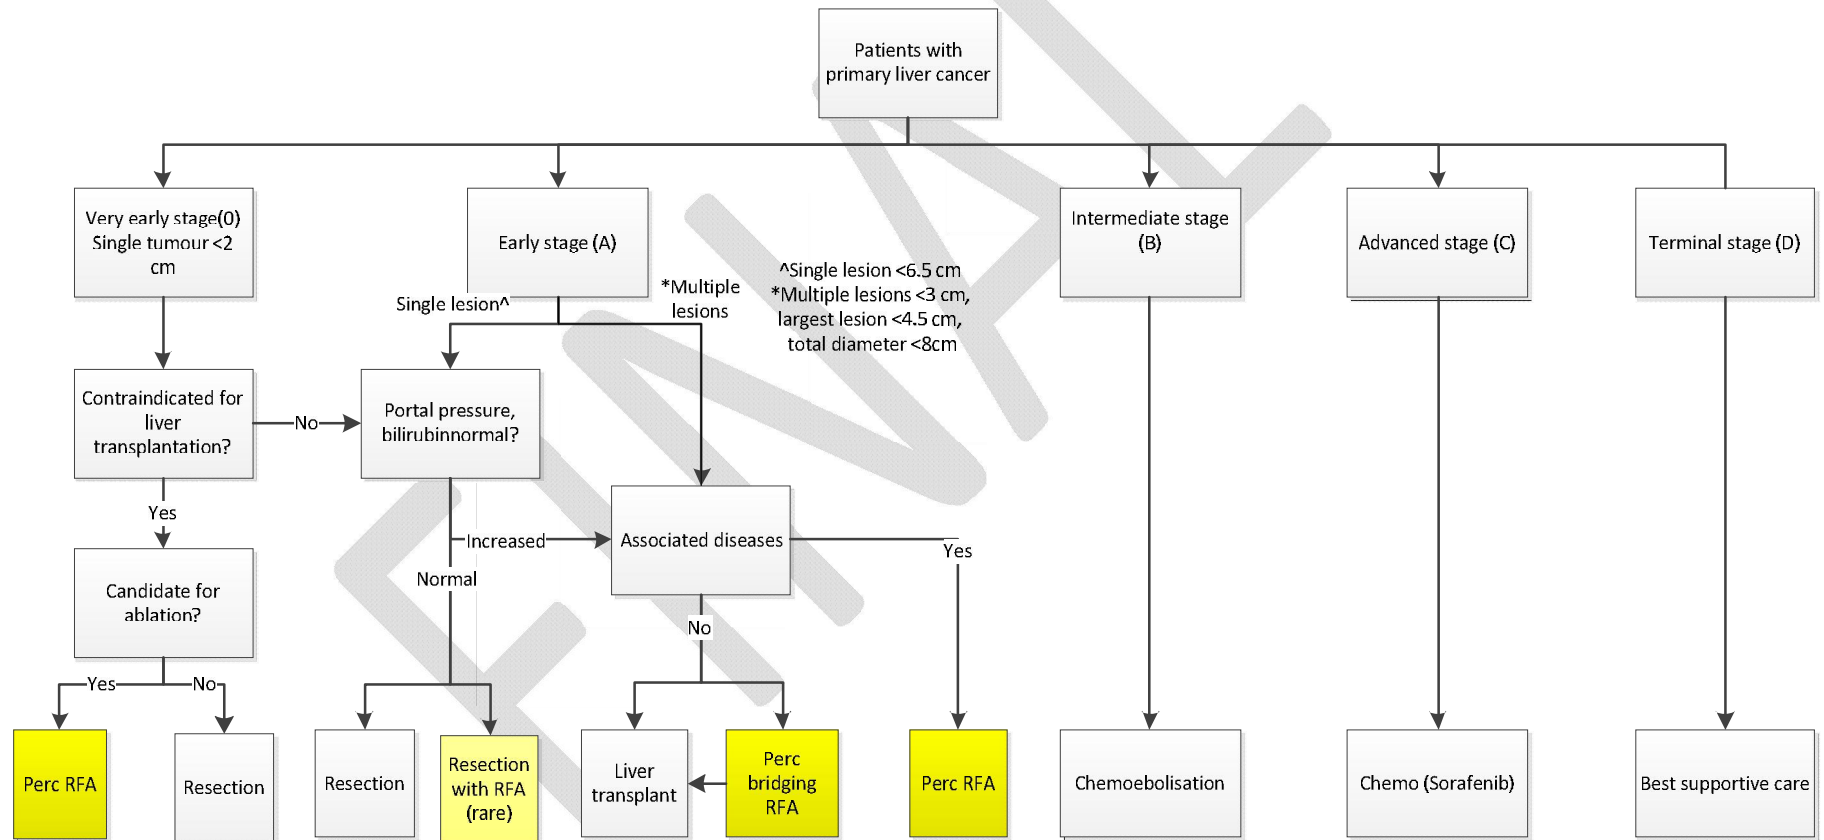 Patients with
primary liver cancer
Very early stage(0)
Single tumour <2
cm
Early stage (A)
Intermediate stage
(B)
Advanced stage (C)
Terminal stage (D)
Single lesion^
*Multiple
lesions
^Single lesion <6.5 cm
*Multiple lesions <3 cm,
largest lesion <4.5 cm,
total diameter <8cm
Contraindicated for
liver
transplantation?
No
Portal pressure,
bilirubinnormal?
Yes
Increased
Associated diseases
Yes
Normal
Candidate for
ablation?
No
Yes
No
Perc RFA
Resection
Resection
Resection
with RFA
(rare)
Liver
transplant
Perc
bridging
RFA
Perc RFA
Chemoebolisation
Chemo (Sorafenib)
Best supportive care
FINAL